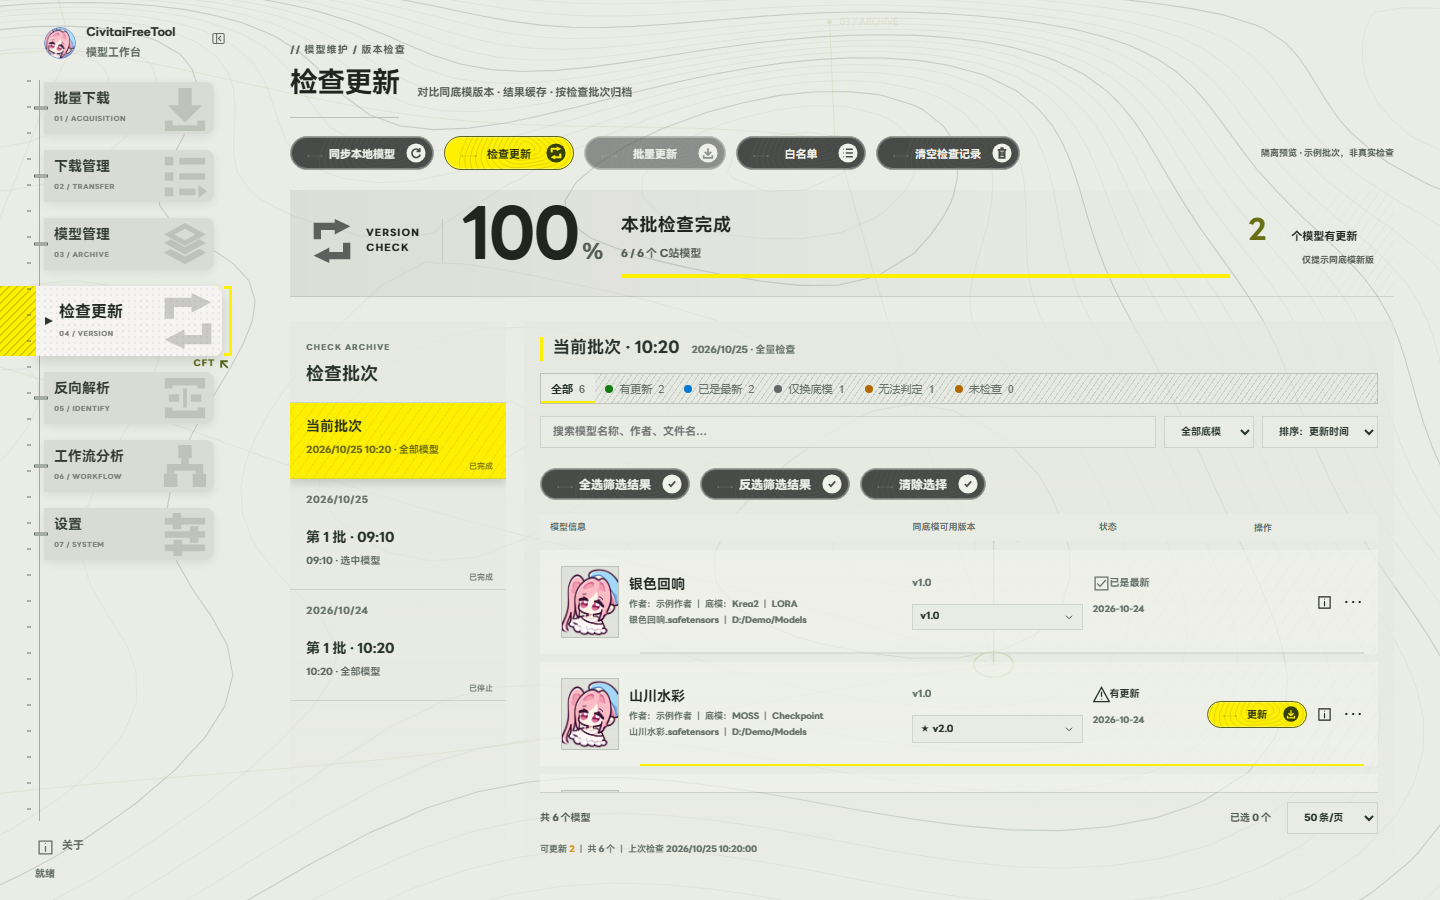 CivitaiFreeTool
模型工作台
批量下载
01 / ACQUISITION
下载管理
02 / TRANSFER
模型管理
03 / ARCHIVE
检查更新
04 / VERSION
CFT
反向解析
05 / IDENTIFY
工作流分析
06 / WORKFLOW
设置
07 / SYSTEM
关于
就绪
03 / ARCHIVE
// 模型维护 / 版本检查
检查更新
对比同底模版本 · 结果缓存 · 按检查批次归档
同步本地模型
检查更新
批量更新
白名单
清空检查记录
隔离预览 · 示例批次，非真实检查
VERSION
CHECK
100%
本批检查完成
6 / 6 个 C站模型
2 个模型有更新
仅提示同底模新版
CHECK ARCHIVE
检查批次
当前批次
2026/10/25 10:20 · 全部模型
已完成
2026/10/25
第 1 批 · 09:10
09:10 · 选中模型
已完成
2026/10/24
第 1 批 · 10:20
10:20 · 全部模型
已停止
当前批次 · 10:20 2026/10/25 · 全量检查
全部 6 有更新 2 已是最新 2 仅换底模 1 无法判定 1 未检查 0
搜索模型名称、作者、文件名...
全部底模
排序：更新时间
全选筛选结果
反选筛选结果
清除选择
模型信息 同底模可用版本 状态 操作
银色回响
作者：示例作者 | 底模：Krea2 | LORA
银色回响.safetensors | D:/Demo/Models
v1.0
v1.0
已是最新
2026-10-24
山川水彩
作者：示例作者 | 底模：MOSS | Checkpoint
山川水彩.safetensors | D:/Demo/Models
v1.0
★ v2.0
有更新
2026-10-24
更新
共 6 个模型
已选 0 个
50 条/页
可更新 2 | 共 6 个 | 上次检查 2026/10/25 10:20:00